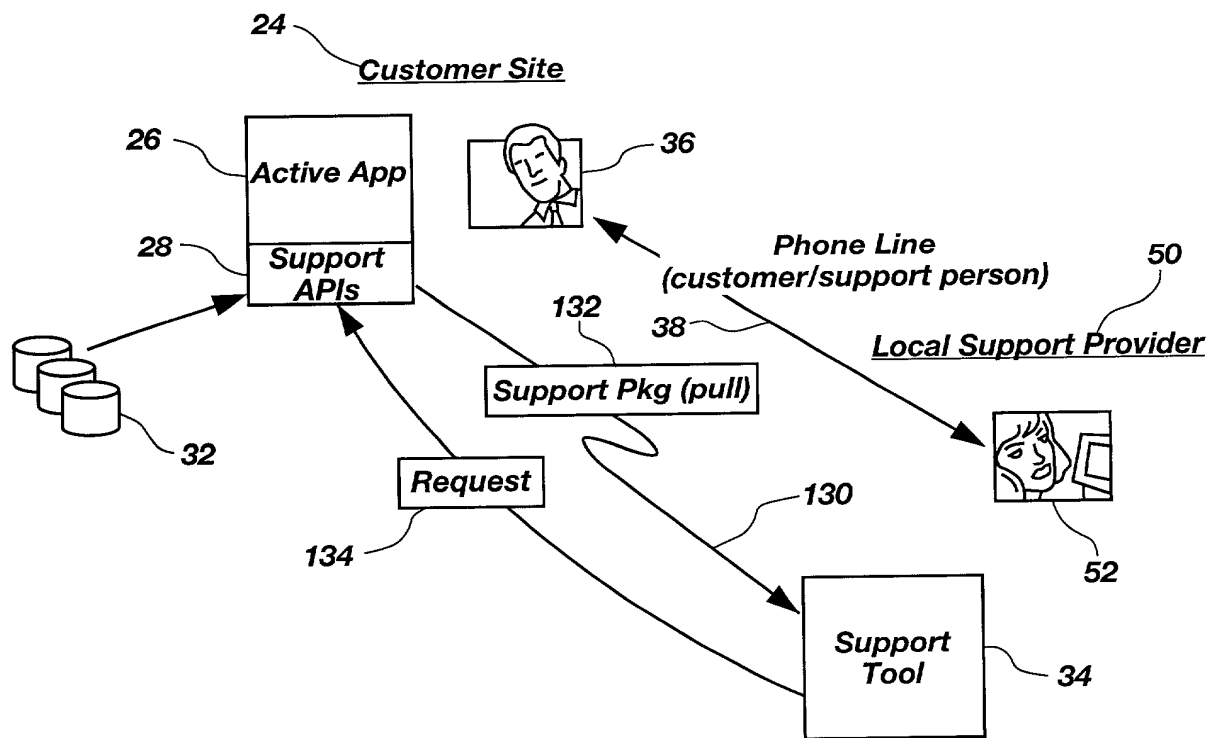 24
Customer Site
26
Active App
36
28
Support
APIs
Phone Line
(customer/support person)
50
38
132
Local Support Provider
Support Pkg (pull)
32
Request
130
134
52
Support
Tool
34